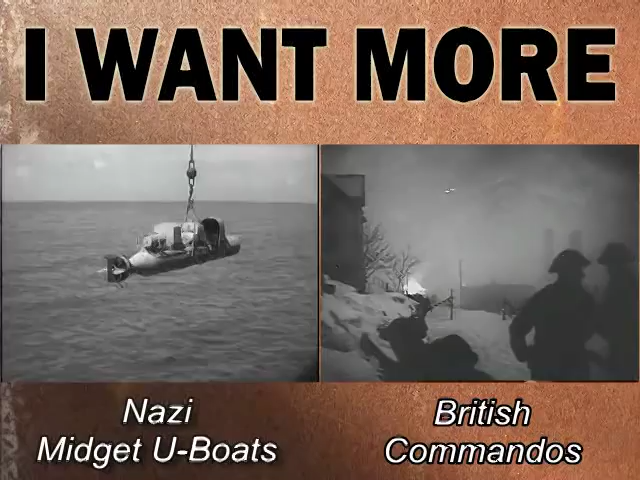 I WANT MORE
Nazi
Midget U-Boats
British
Commandos